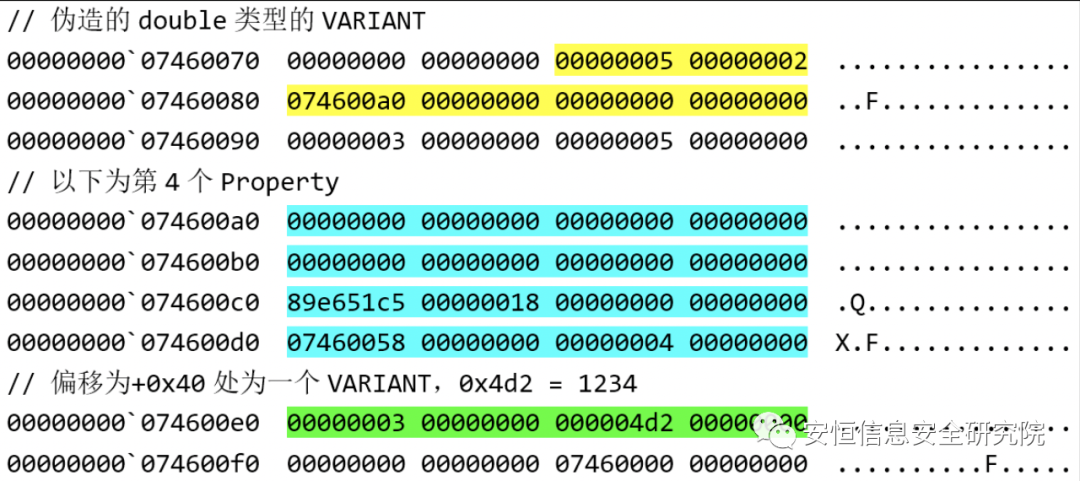 // 伪造的 double 类型的 VARIANT
00000000`07460070  00000000 00000000 00000005 00000002  ................
00000000`07460080  074600a0 00000000 00000000 00000000  ..F.............
00000000`07460090  00000003 00000000 00000005 00000000  ................
// 以下为第 4 个 Property
00000000`074600a0  00000000 00000000 00000000 00000000  ................
00000000`074600b0  00000000 00000000 00000000 00000000  ................
00000000`074600c0  89e651c5 00000018 00000000 00000000  .Q..............
00000000`074600d0  07460058 00000000 00000004 00000000  X.F.............
// 偏移为+0x40 处为一个 VARIANT，0x4d2 = 1234
00000000`074600e0  00000003 00000000 000004d2 00000000  ................
安恒信息安全研究院
00000000`074600f0  00000000 00000000 07460000 00000000  ..........F.....